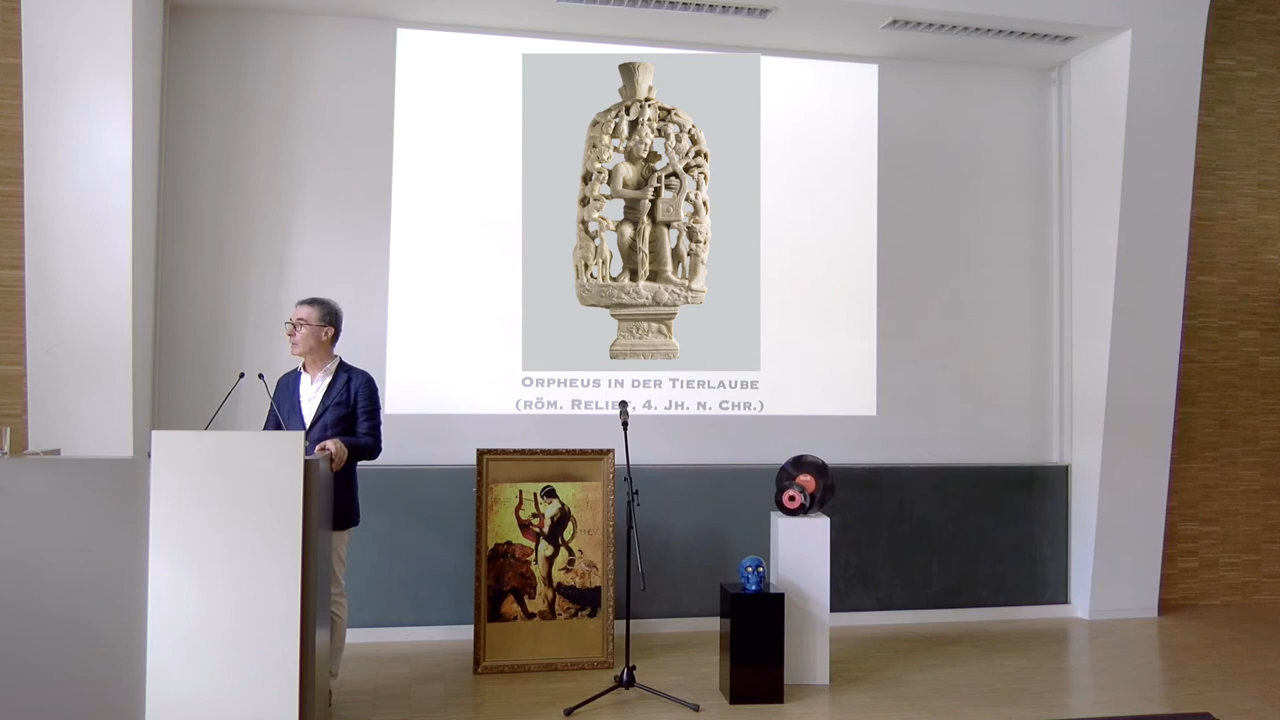 Orpheus in der Tierlaube
(röm. Relief, 4. Jh. n. Chr.)